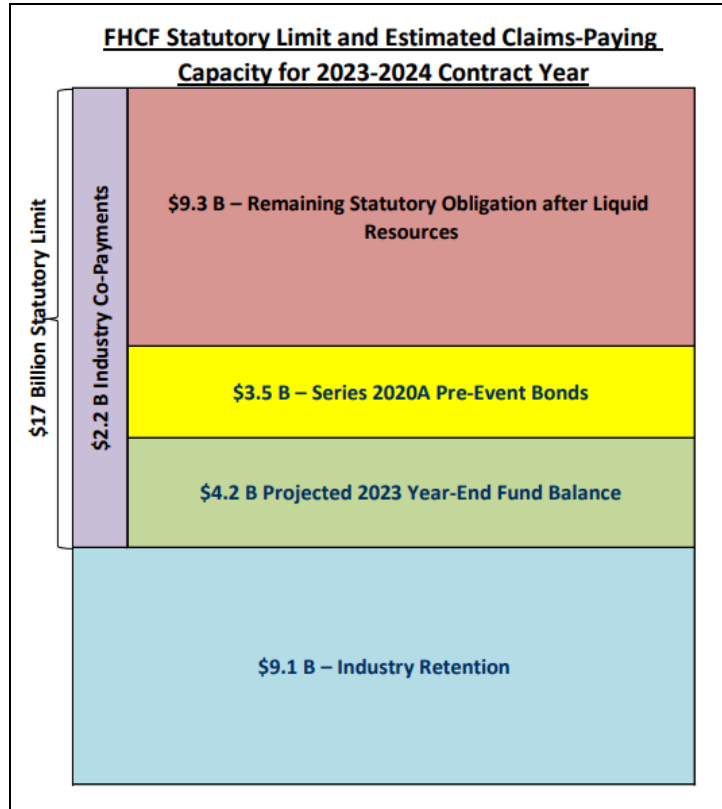 FHCF Statutory Limit and Estimated Claims-Paying
Capacity for 2023-2024 Contract Year
$17 Billion Statutory Limit
$2.2 B Industry Co-Payments
$9.3 B – Remaining Statutory Obligation after Liquid
Resources
$3.5 B – Series 2020A Pre-Event Bonds
$4.2 B Projected 2023 Year-End Fund Balance
$9.1 B – Industry Retention